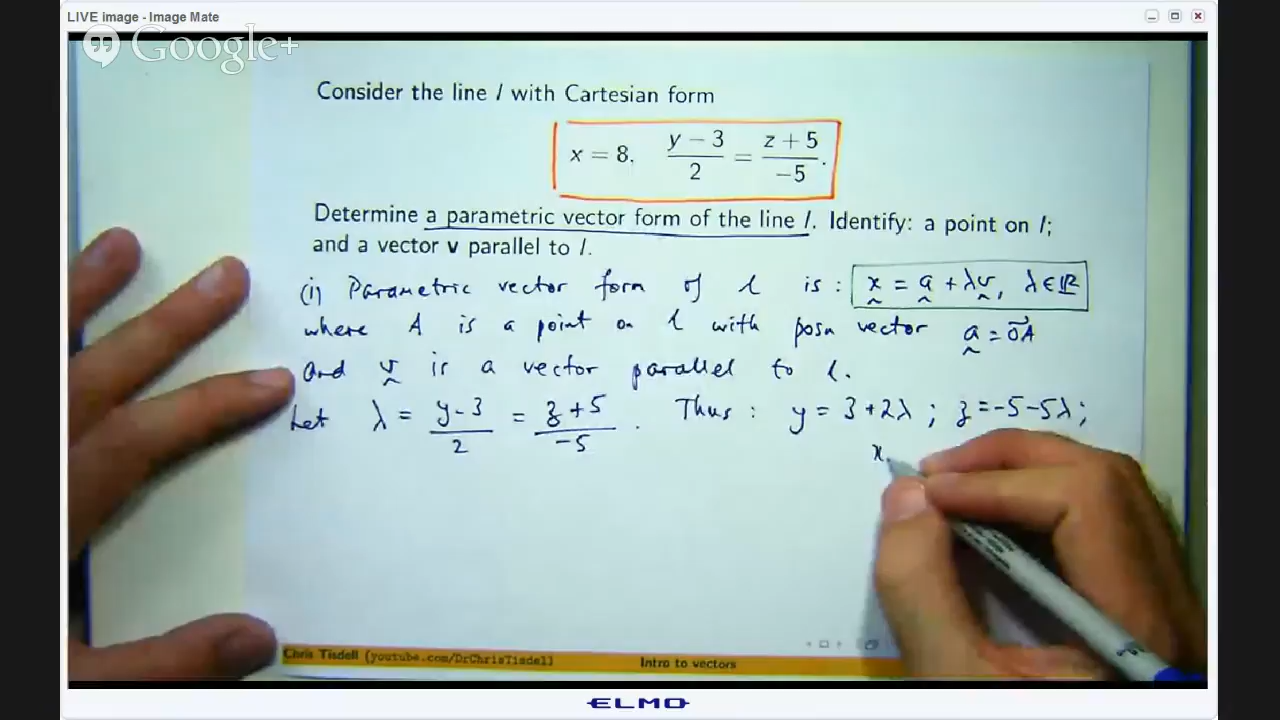 LIVE image - Image Mate
Google+
Consider the line l with Cartesian form
x = 8, (y − 3)/2 = (z + 5)/−5.
Determine a parametric vector form of the line l. Identify: a point on l;
and a vector v parallel to l.
(i) Parametric vector form of l is : x = a + λv, λ∈ℝ
where A is a point on l with posn vector a = OA
and v is a vector parallel to l.
Let λ = (y-3)/2 = (z+5)/-5 . Thus : y = 3+2λ ; z=-5-5λ;
x
Chris Tisdell (youtube.com/DrChrisTisdell) Intro to vectors
ELMO